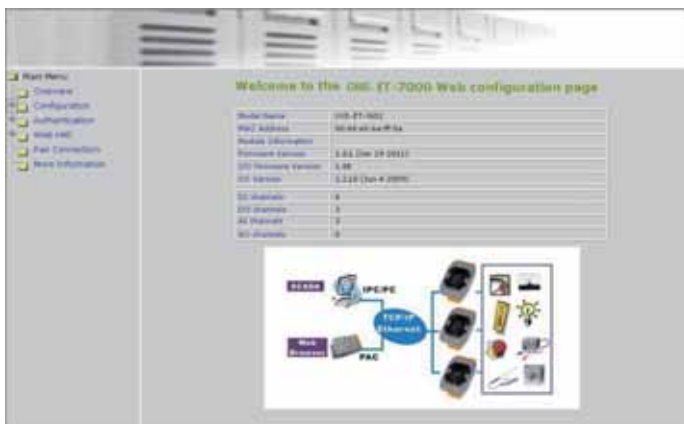 Main Menu
Overview
Configuration
Authentication
Web HMI
Pair Connection
More Information
Welcome to the ET-7000 Web configuration page
Model Name
MAC Address
Module Information
Firmware Version
I/O Firmware Version
OS Version
DI channels
DO channels
AI channels
AO channels
SCADA
IPC/PC
TCP/IP
Ethernet
Web
Browser
PAC